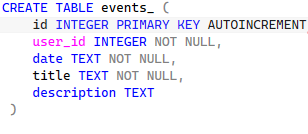 CREATE TABLE events_ (
id INTEGER PRIMARY KEY AUTOINCREMENT,
user_id INTEGER NOT NULL,
date TEXT NOT NULL,
title TEXT NOT NULL,
description TEXT
)